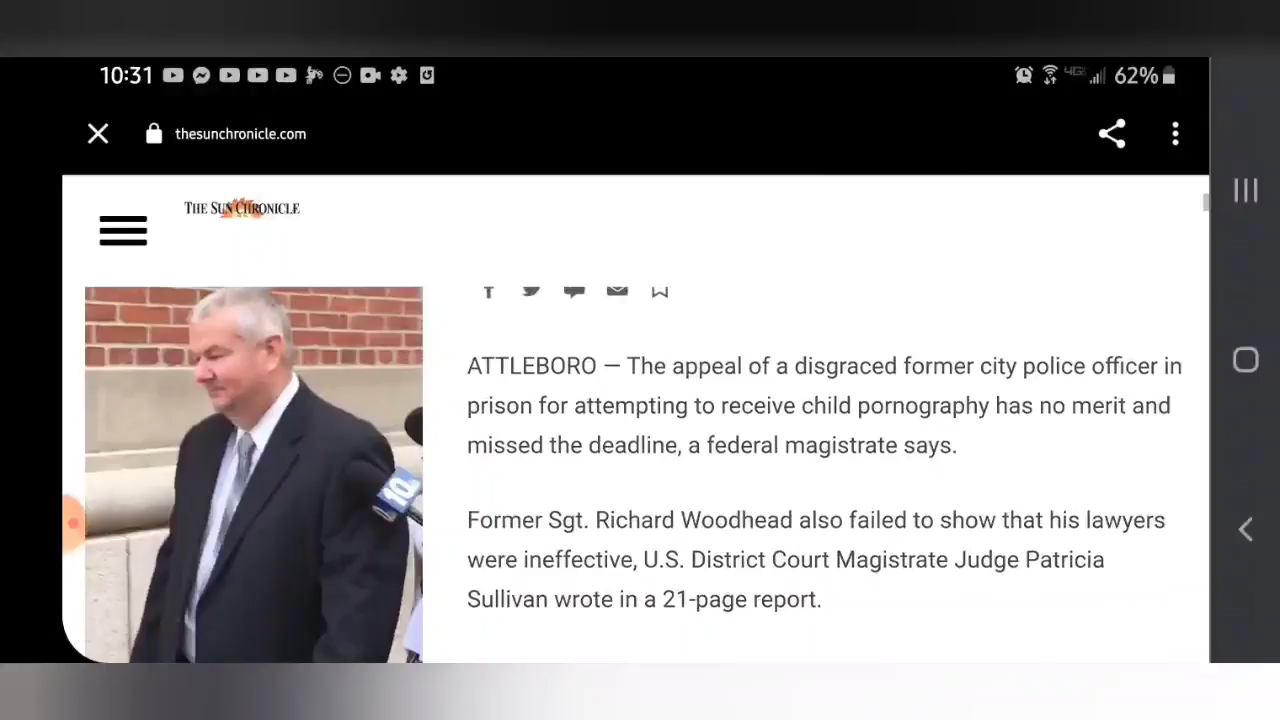 10:31
4G 62%
thesunchronicle.com
THE SUN CHRONICLE
10
ATTLEBORO — The appeal of a disgraced former city police officer in
prison for attempting to receive child pornography has no merit and
missed the deadline, a federal magistrate says.
Former Sgt. Richard Woodhead also failed to show that his lawyers
were ineffective, U.S. District Court Magistrate Judge Patricia
Sullivan wrote in a 21-page report.